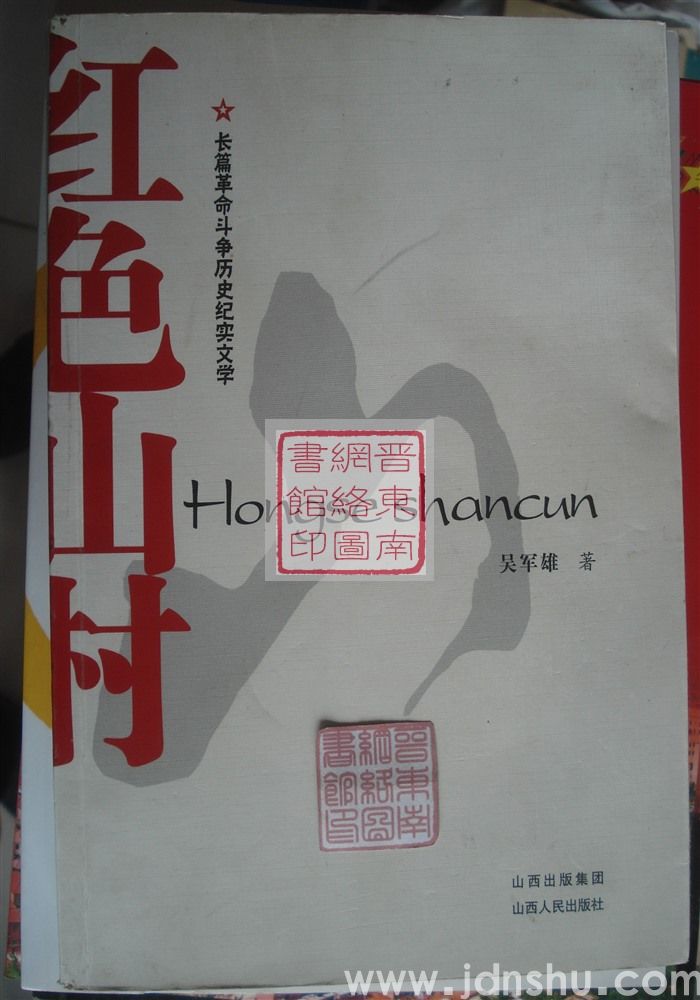 红色山村
长篇革命斗争历史纪实文学
Hongse shancun
晋東南
網絡圖
書館印
吴军雄 著
晋東南
網絡圖
書館印
山西出版集团
山西人民出版社
www.jdnshu.com